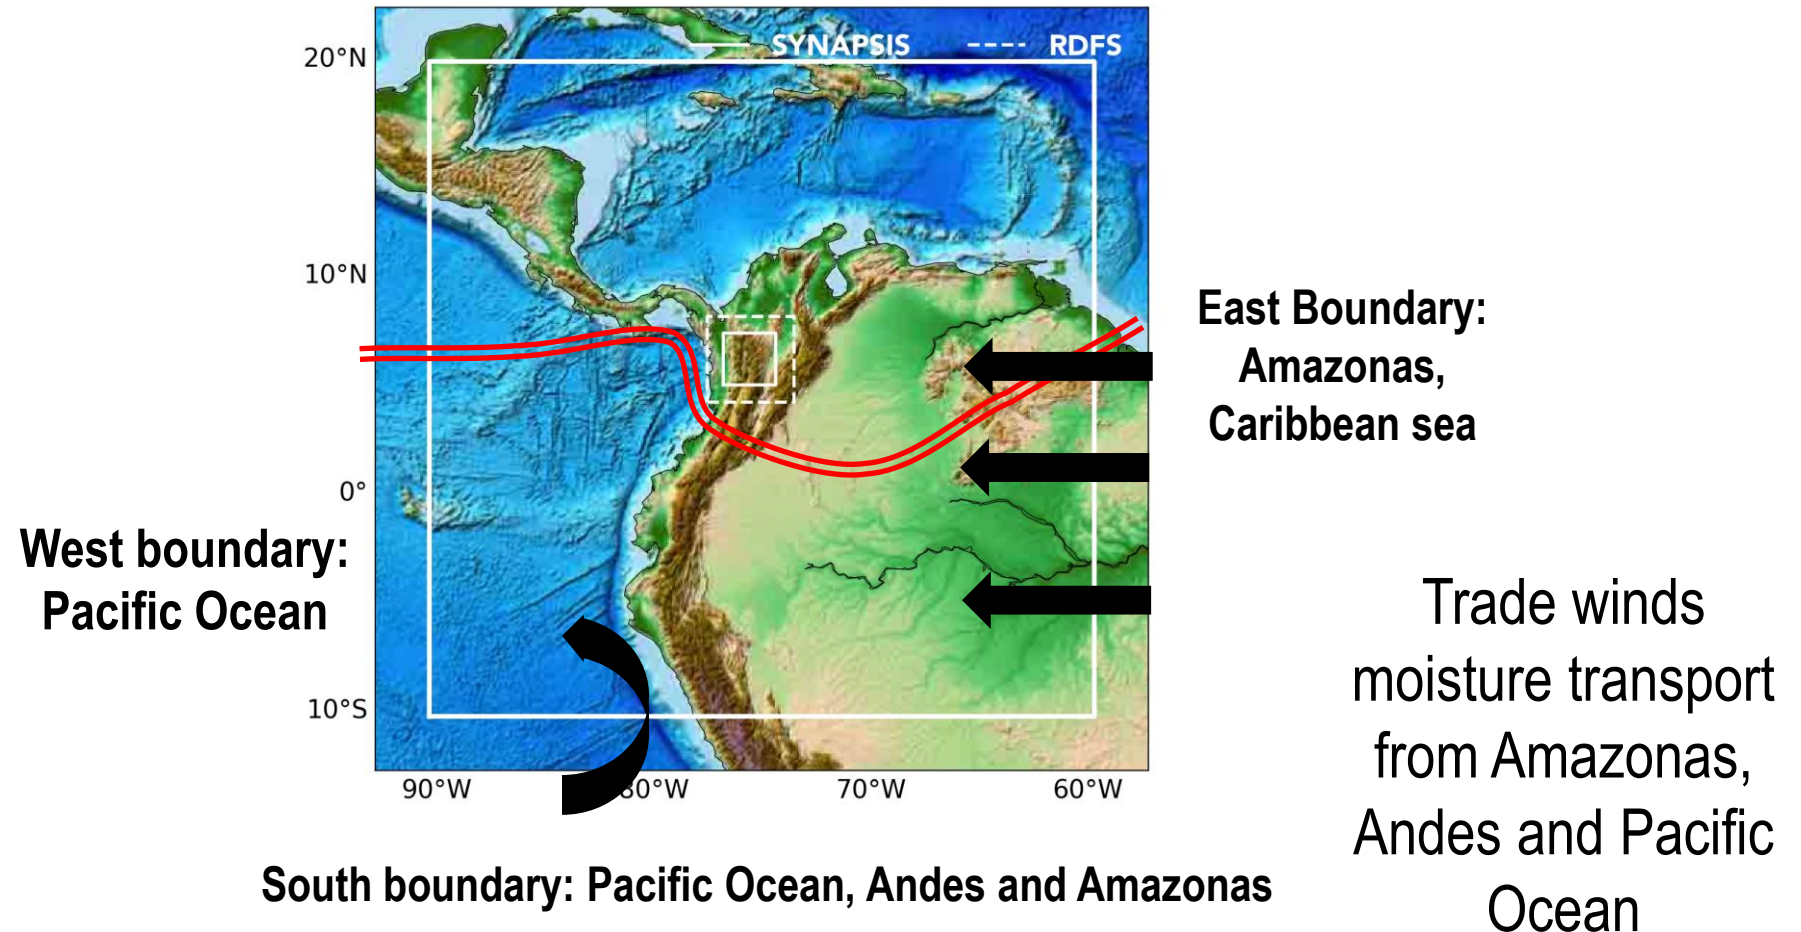 20°N
SYNAPSIS
RDFS
10°N
East Boundary:
Amazonas,
Caribbean sea
0°
West boundary:
Pacific Ocean
Trade winds
moisture transport
from Amazonas,
Andes and Pacific
Ocean
10°S
90°W 80°W 70°W 60°W
South boundary: Pacific Ocean, Andes and Amazonas